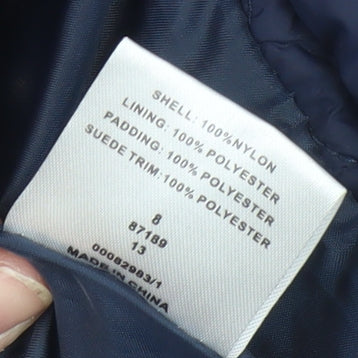 SHELL: 100%NYLON
LINING: 100% POLYESTER
PADDING: 100% POLYESTER
SUEDE TRIM:100% POLYESTER
8
87189
13
00082983/1
MADE IN CHINA